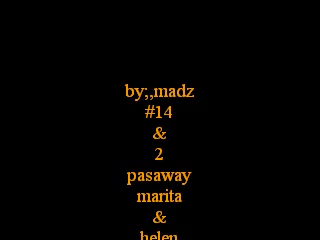 by;,madz
#14
&
2
pasaway
marita
&
helen